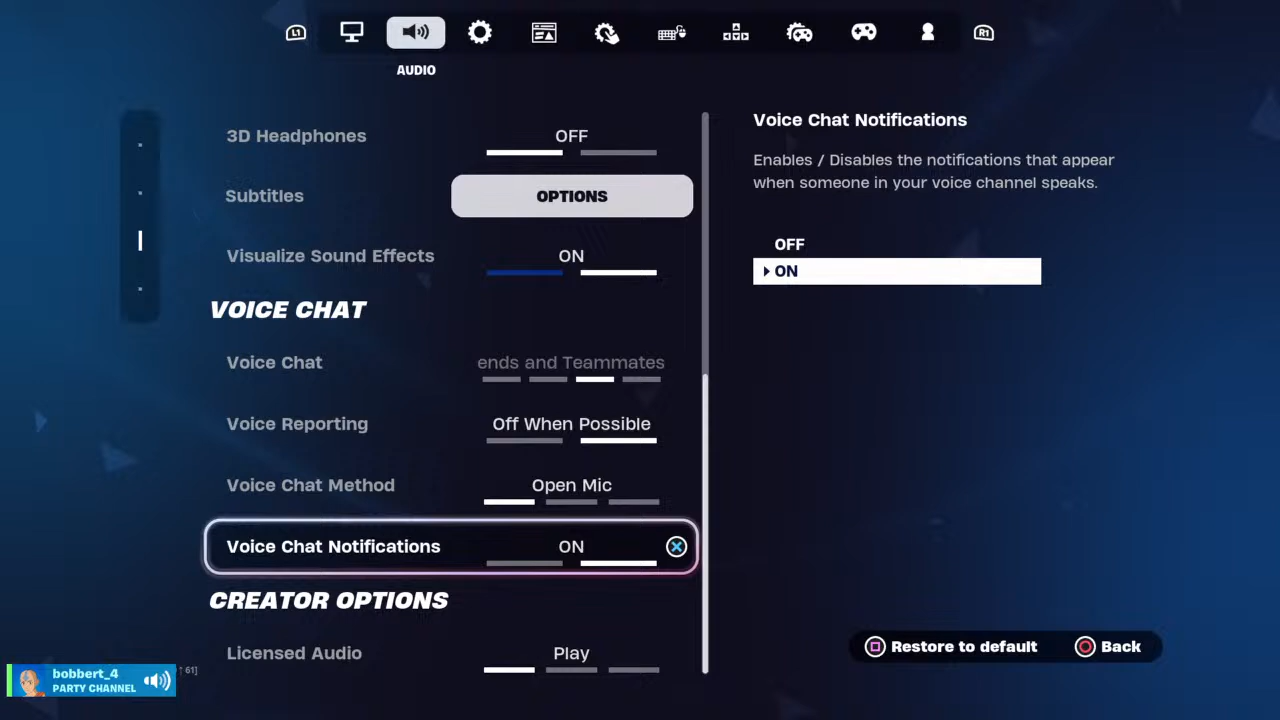 L1
R1
AUDIO
3D Headphones OFF
Subtitles OPTIONS
Visualize Sound Effects ON
VOICE CHAT
Voice Chat ends and Teammates
Voice Reporting Off When Possible
Voice Chat Method Open Mic
Voice Chat Notifications ON
CREATOR OPTIONS
Licensed Audio Play
Voice Chat Notifications
Enables / Disables the notifications that appear
when someone in your voice channel speaks.
OFF
ON
Restore to default Back
bobbert_4
PARTY CHANNEL
61]